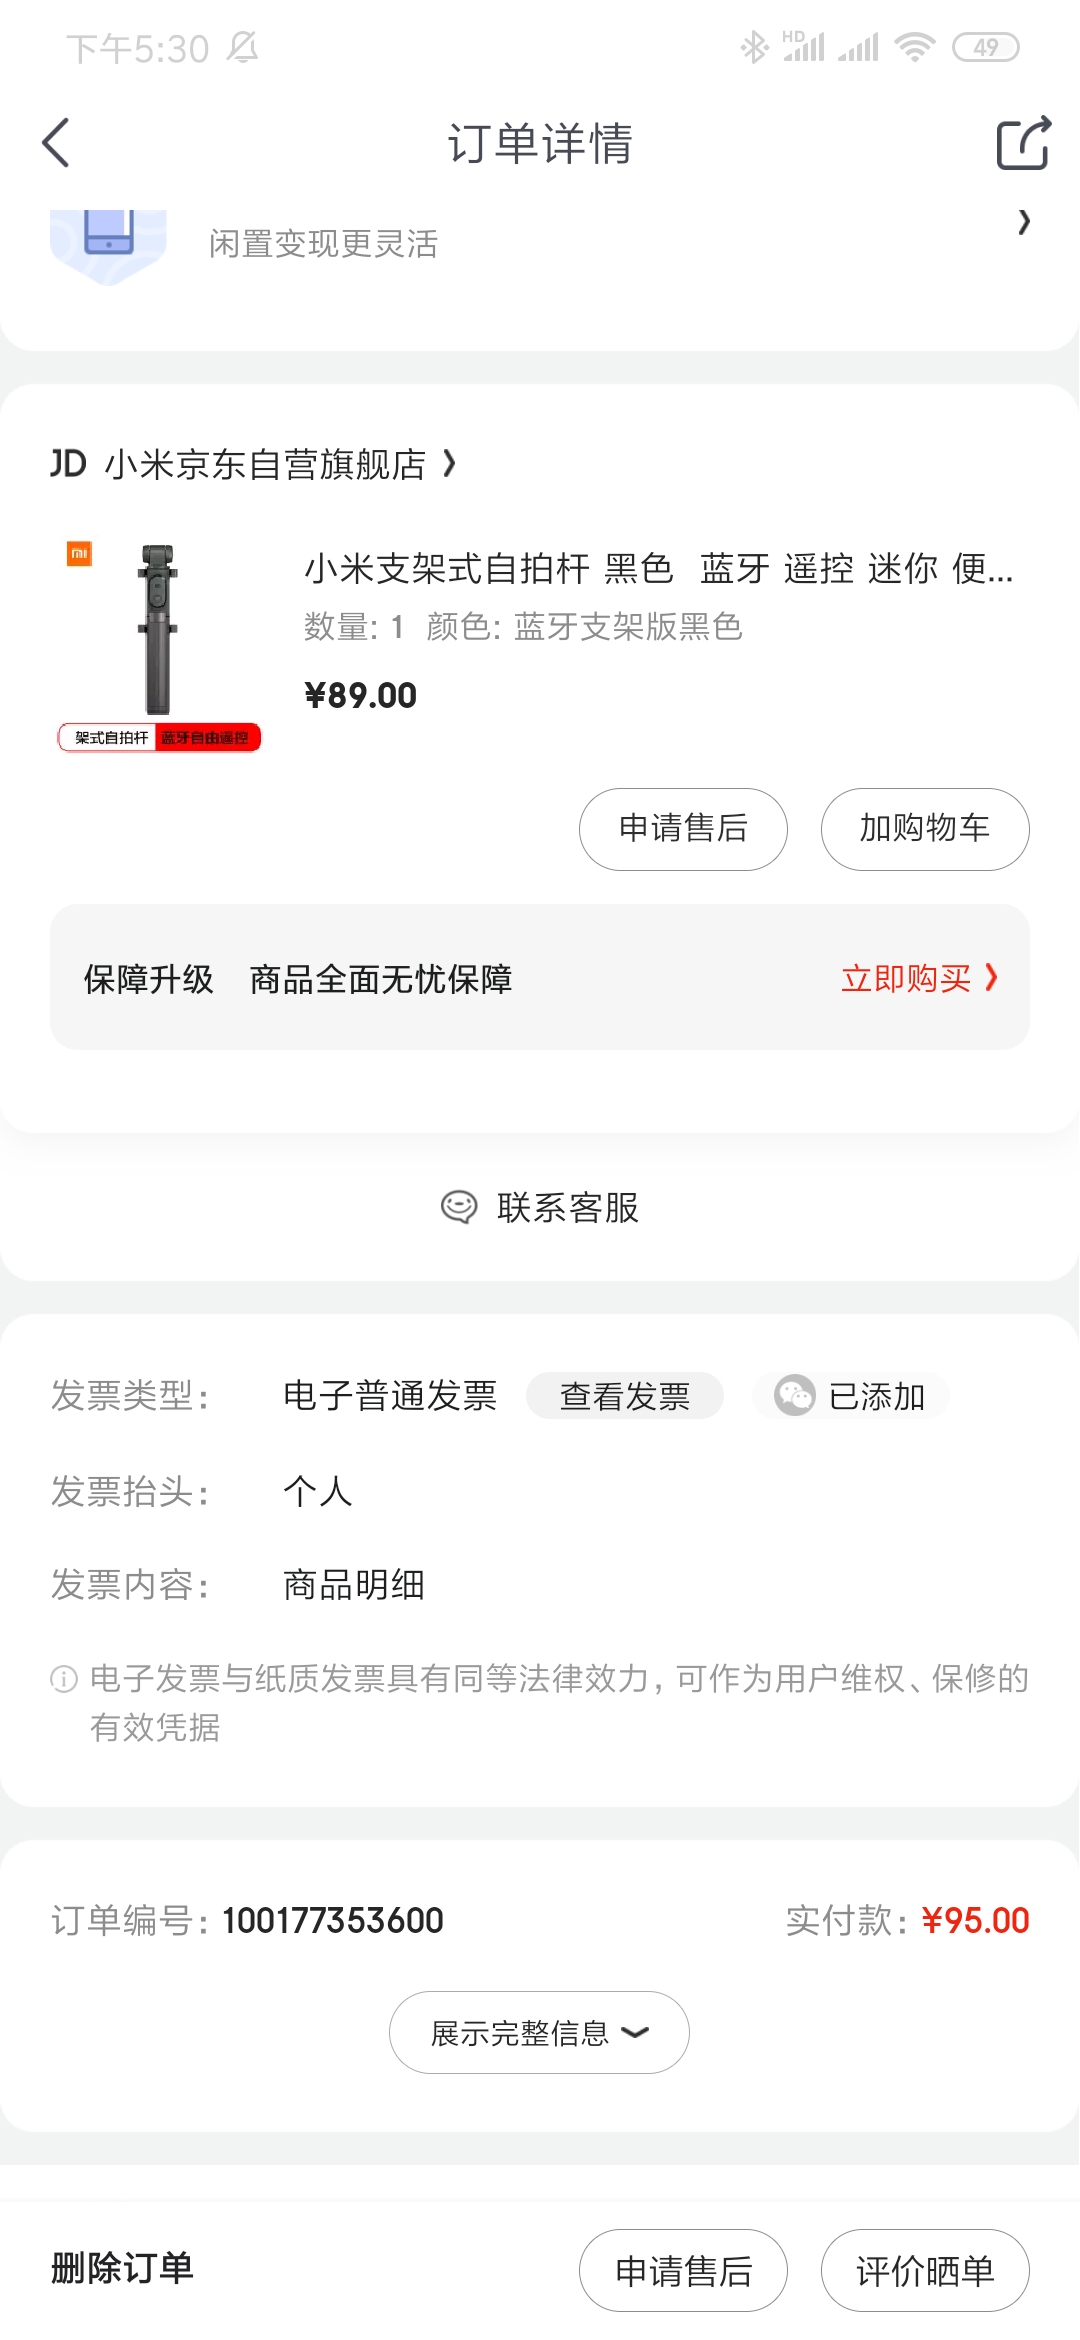 下午5:30
HD
49
订单详情
闲置变现更灵活
JD 小米京东自营旗舰店
小米支架式自拍杆 黑色 蓝牙 遥控 迷你 便...
数量: 1 颜色: 蓝牙支架版黑色
¥89.00
架式自拍杆 蓝牙自由遥控
申请售后 加购物车
保障升级 商品全面无忧保障 立即购买
联系客服
发票类型: 电子普通发票 查看发票 已添加
发票抬头: 个人
发票内容: 商品明细
电子发票与纸质发票具有同等法律效力, 可作为用户维权、保修的
有效凭据
订单编号: 100177353600 实付款: ¥95.00
展示完整信息
删除订单 申请售后 评价晒单